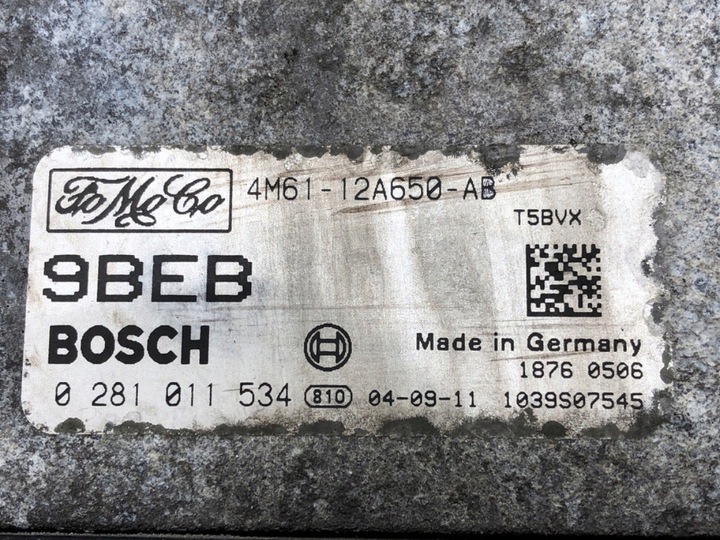 FoMoCo 4M61-12A650-AB
T5BVX
9BEB
BOSCH
Made in Germany
1876 0506
0 281 011 534 810 04-09-11 1039S07545